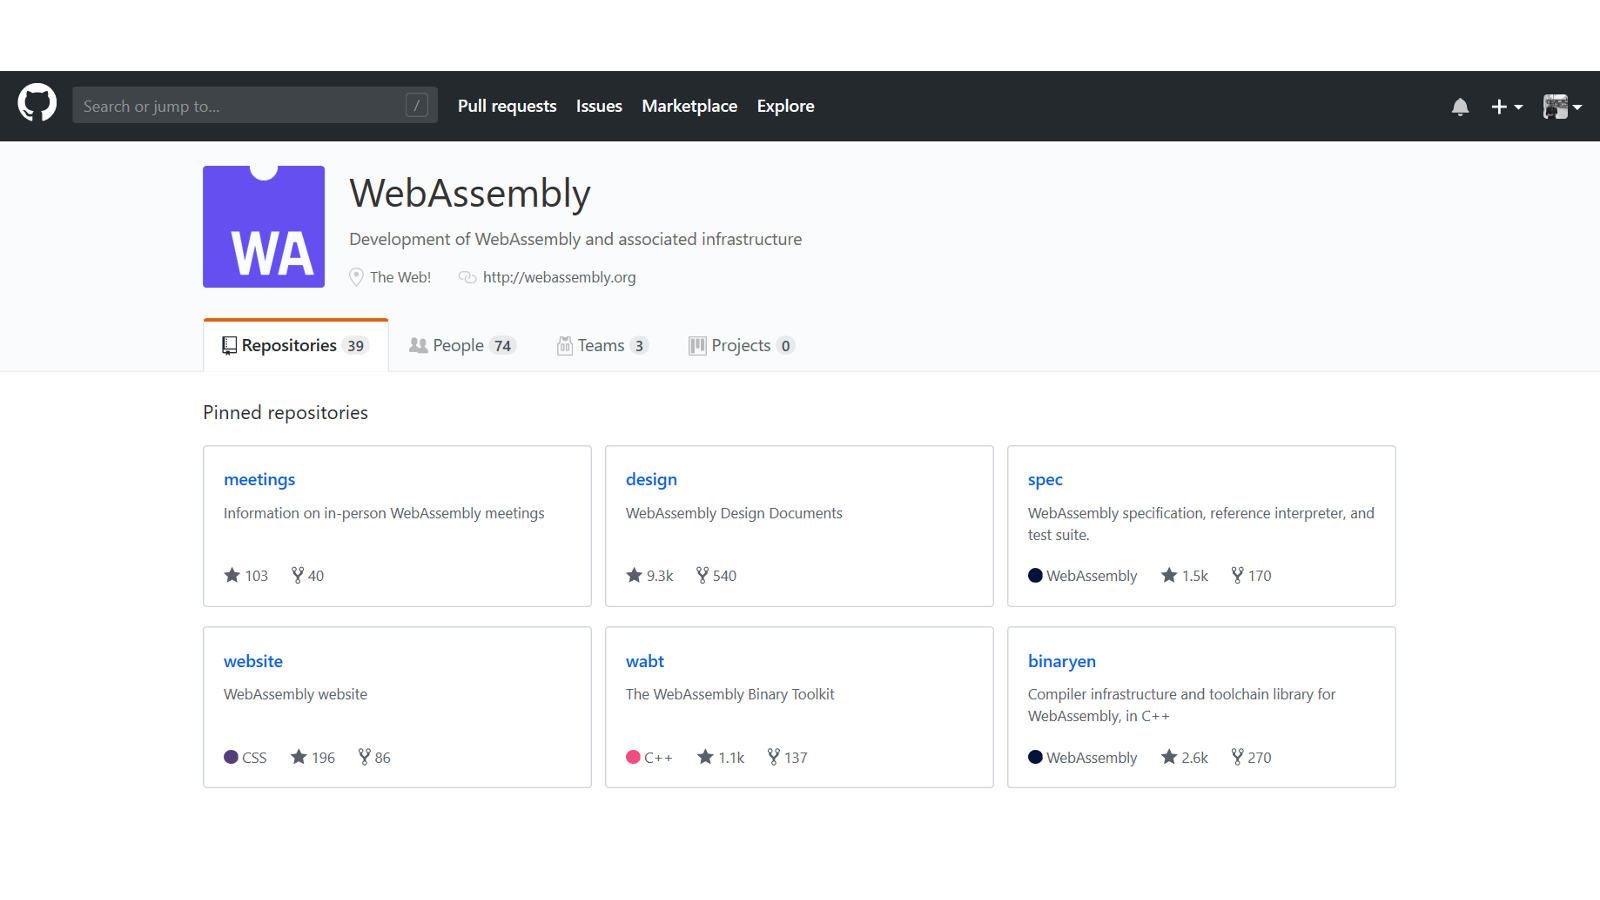 Search or jump to... /
Pull requests Issues Marketplace Explore
WA
WebAssembly
Development of WebAssembly and associated infrastructure
The Web! http://webassembly.org
Repositories 39 People 74 Teams 3 Projects 0
Pinned repositories
meetings
Information on in-person WebAssembly meetings
103 40
design
WebAssembly Design Documents
9.3k 540
spec
WebAssembly specification, reference interpreter, and
test suite.
WebAssembly 1.5k 170
website
WebAssembly website
CSS 196 86
wabt
The WebAssembly Binary Toolkit
C++ 1.1k 137
binaryen
Compiler infrastructure and toolchain library for
WebAssembly, in C++
WebAssembly 2.6k 270